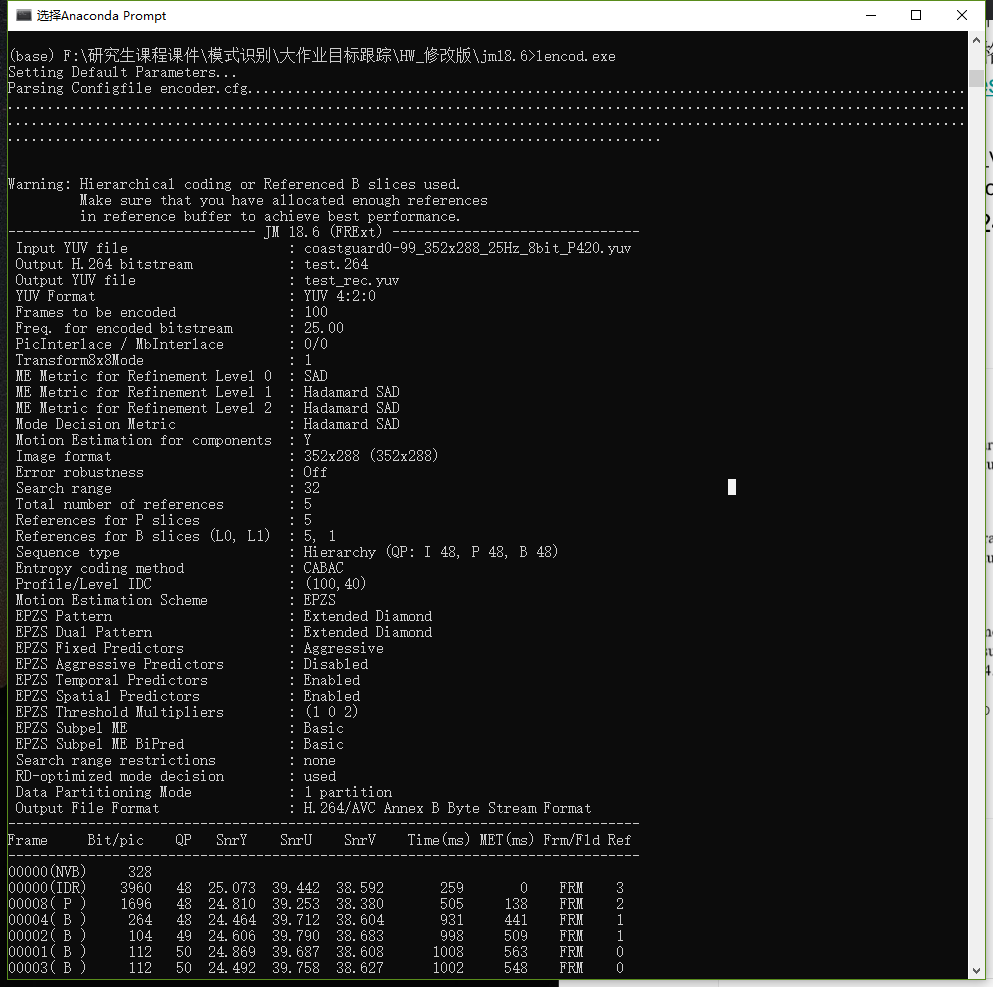 选择Anaconda Prompt
(base) F:\研究生课程课件\模式识别\大作业目标跟踪\HW_修改版\jm18.6>lencod.exe
Setting Default Parameters...
Parsing Configfile encoder.cfg..........................................................................................
........................................................................................................................
........................................................................................................................
..................................................................................
Warning: Hierarchical coding or Referenced B slices used.
Make sure that you have allocated enough references
in reference buffer to achieve best performance.
------------------------------- JM 18.6 (FRExt) -------------------------------
Input YUV file : coastguard0-99_352x288_25Hz_8bit_P420.yuv
Output H.264 bitstream : test.264
Output YUV file : test_rec.yuv
YUV Format : YUV 4:2:0
Frames to be encoded : 100
Freq. for encoded bitstream : 25.00
PicInterlace / MbInterlace : 0/0
Transform8x8Mode : 1
ME Metric for Refinement Level 0 : SAD
ME Metric for Refinement Level 1 : Hadamard SAD
ME Metric for Refinement Level 2 : Hadamard SAD
Mode Decision Metric : Hadamard SAD
Motion Estimation for components : Y
Image format : 352x288 (352x288)
Error robustness : Off
Search range : 32
Total number of references : 5
References for P slices : 5
References for B slices (L0, L1) : 5, 1
Sequence type : Hierarchy (QP: I 48, P 48, B 48)
Entropy coding method : CABAC
Profile/Level IDC : (100,40)
Motion Estimation Scheme : EPZS
EPZS Pattern : Extended Diamond
EPZS Dual Pattern : Extended Diamond
EPZS Fixed Predictors : Aggressive
EPZS Aggressive Predictors : Disabled
EPZS Temporal Predictors : Enabled
EPZS Spatial Predictors : Enabled
EPZS Threshold Multipliers : (1 0 2)
EPZS Subpel ME : Basic
EPZS Subpel ME BiPred : Basic
Search range restrictions : none
RD-optimized mode decision : used
Data Partitioning Mode : 1 partition
Output File Format : H.264/AVC Annex B Byte Stream Format
-------------------------------------------------------------------------------
Frame Bit/pic QP SnrY SnrU SnrV Time(ms) MET(ms) Frm/Fld Ref
-------------------------------------------------------------------------------
00000(NVB) 328
00000(IDR) 3960 48 25.073 39.442 38.592 259 0 FRM 3
00008( P ) 1696 48 24.810 39.253 38.380 505 138 FRM 2
00004( B ) 264 48 24.464 39.712 38.604 931 441 FRM 1
00002( B ) 104 49 24.606 39.790 38.683 998 509 FRM 1
00001( B ) 112 50 24.869 39.687 38.608 1008 563 FRM 0
00003( B ) 112 50 24.492 39.758 38.627 1002 548 FRM 0